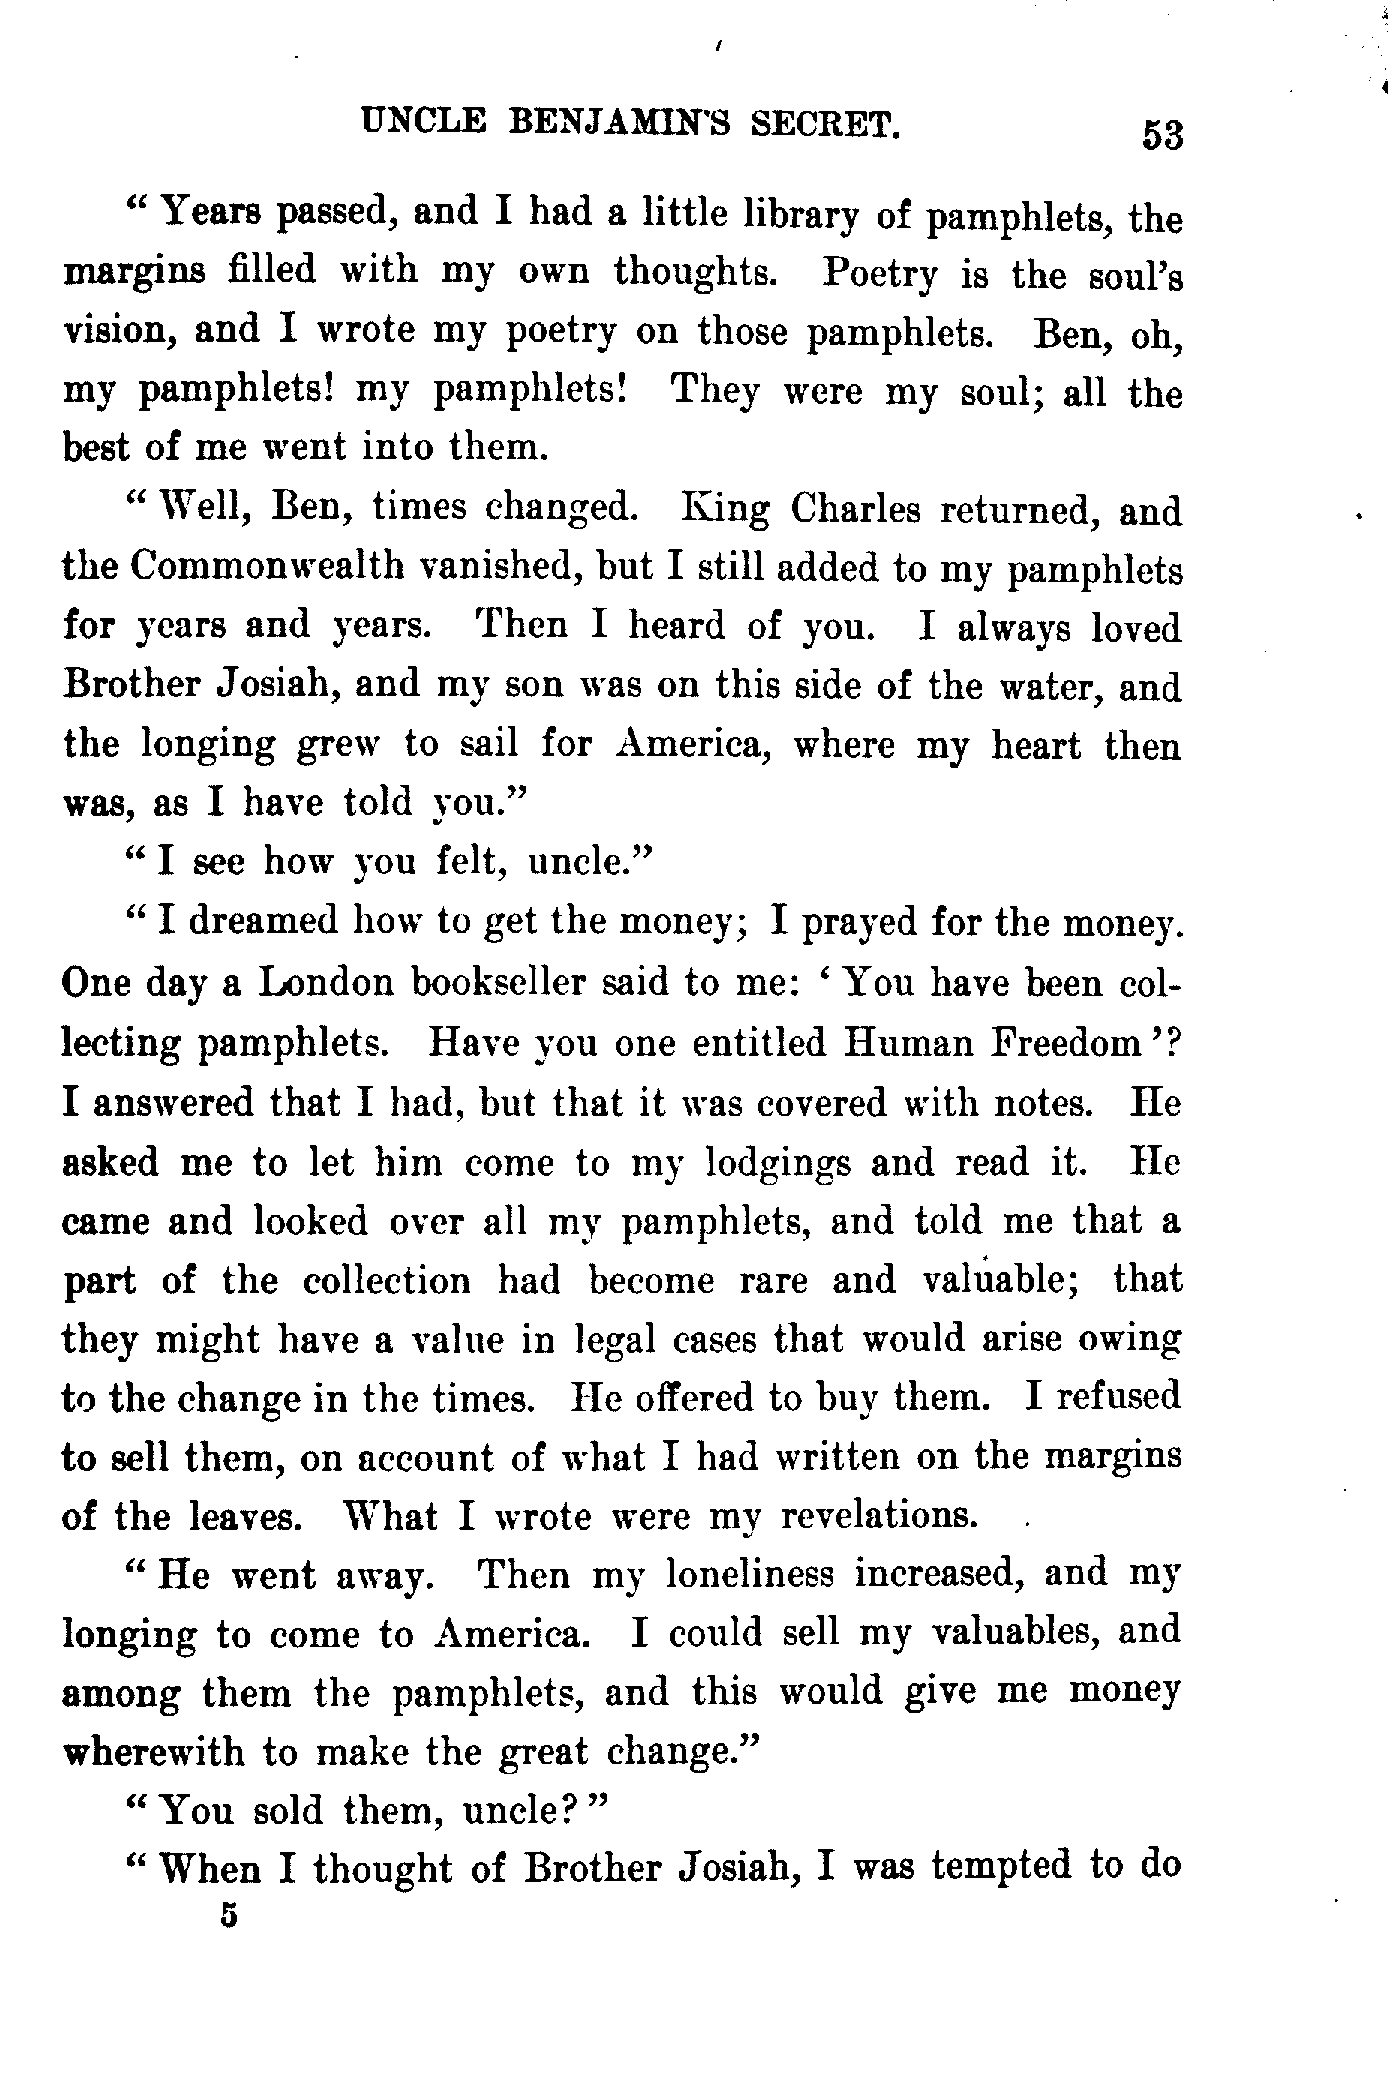 UNCLE BENJAMIN'S SECRET. 53
“ Years passed, and I had a little library of pamphlets, the
margins filled with my own thoughts. Poetry is the soul’s
vision, and I wrote my poetry on those pamphlets. Ben, oh,
my pamphlets! my pamphlets! They were my soul; all the
best of me went into them.
“ Well, Ben, times changed. King Charles returned, and
the Commonwealth vanished, but I still added to my pamphlets
for years and years. Then I heard of you. I always loved
Brother Josiah, and my son was on this side of the water, and
the longing grew to sail for America, where my heart then
was, as I have told you.”
“ I see how you felt, uncle.”
“ I dreamed how to get the money; I prayed for the money.
One day a London bookseller said to me: ‘ You have been col-
lecting pamphlets. Have you one entitled Human Freedom ’?
I answered that I had, but that it was covered with notes. He
asked me to let him come to my lodgings and read it. He
came and looked over all my pamphlets, and told me that a
part of the collection had become rare and valuable; that
they might have a value in legal cases that would arise owing
to the change in the times. He offered to buy them. I refused
to sell them, on account of what I had written on the margins
of the leaves. What I wrote were my revelations.
“ He went away. Then my loneliness increased, and my
longing to come to America. I could sell my valuables, and
among them the pamphlets, and this would give me money
wherewith to make the great change.”
“ You sold them, uncle? ”
“ When I thought of Brother Josiah, I was tempted to do
5